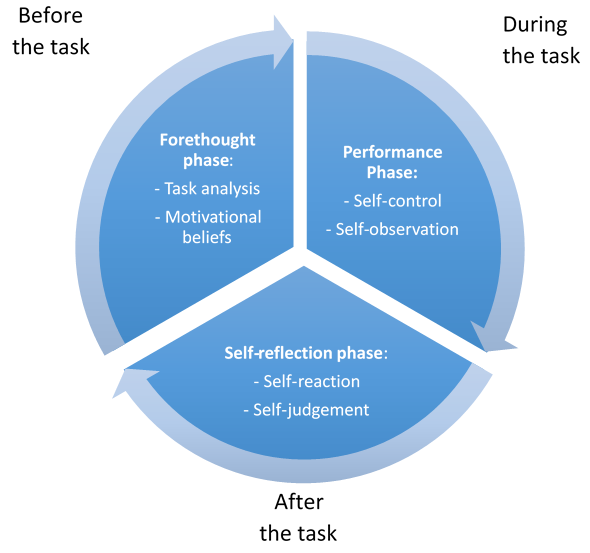 Before
the task
During
the task
Forethought
phase:
- Task analysis
- Motivational
beliefs
Performance
Phase:
- Self-control
- Self-observation
Self-reflection phase:
- Self-reaction
- Self-judgement
After
the task